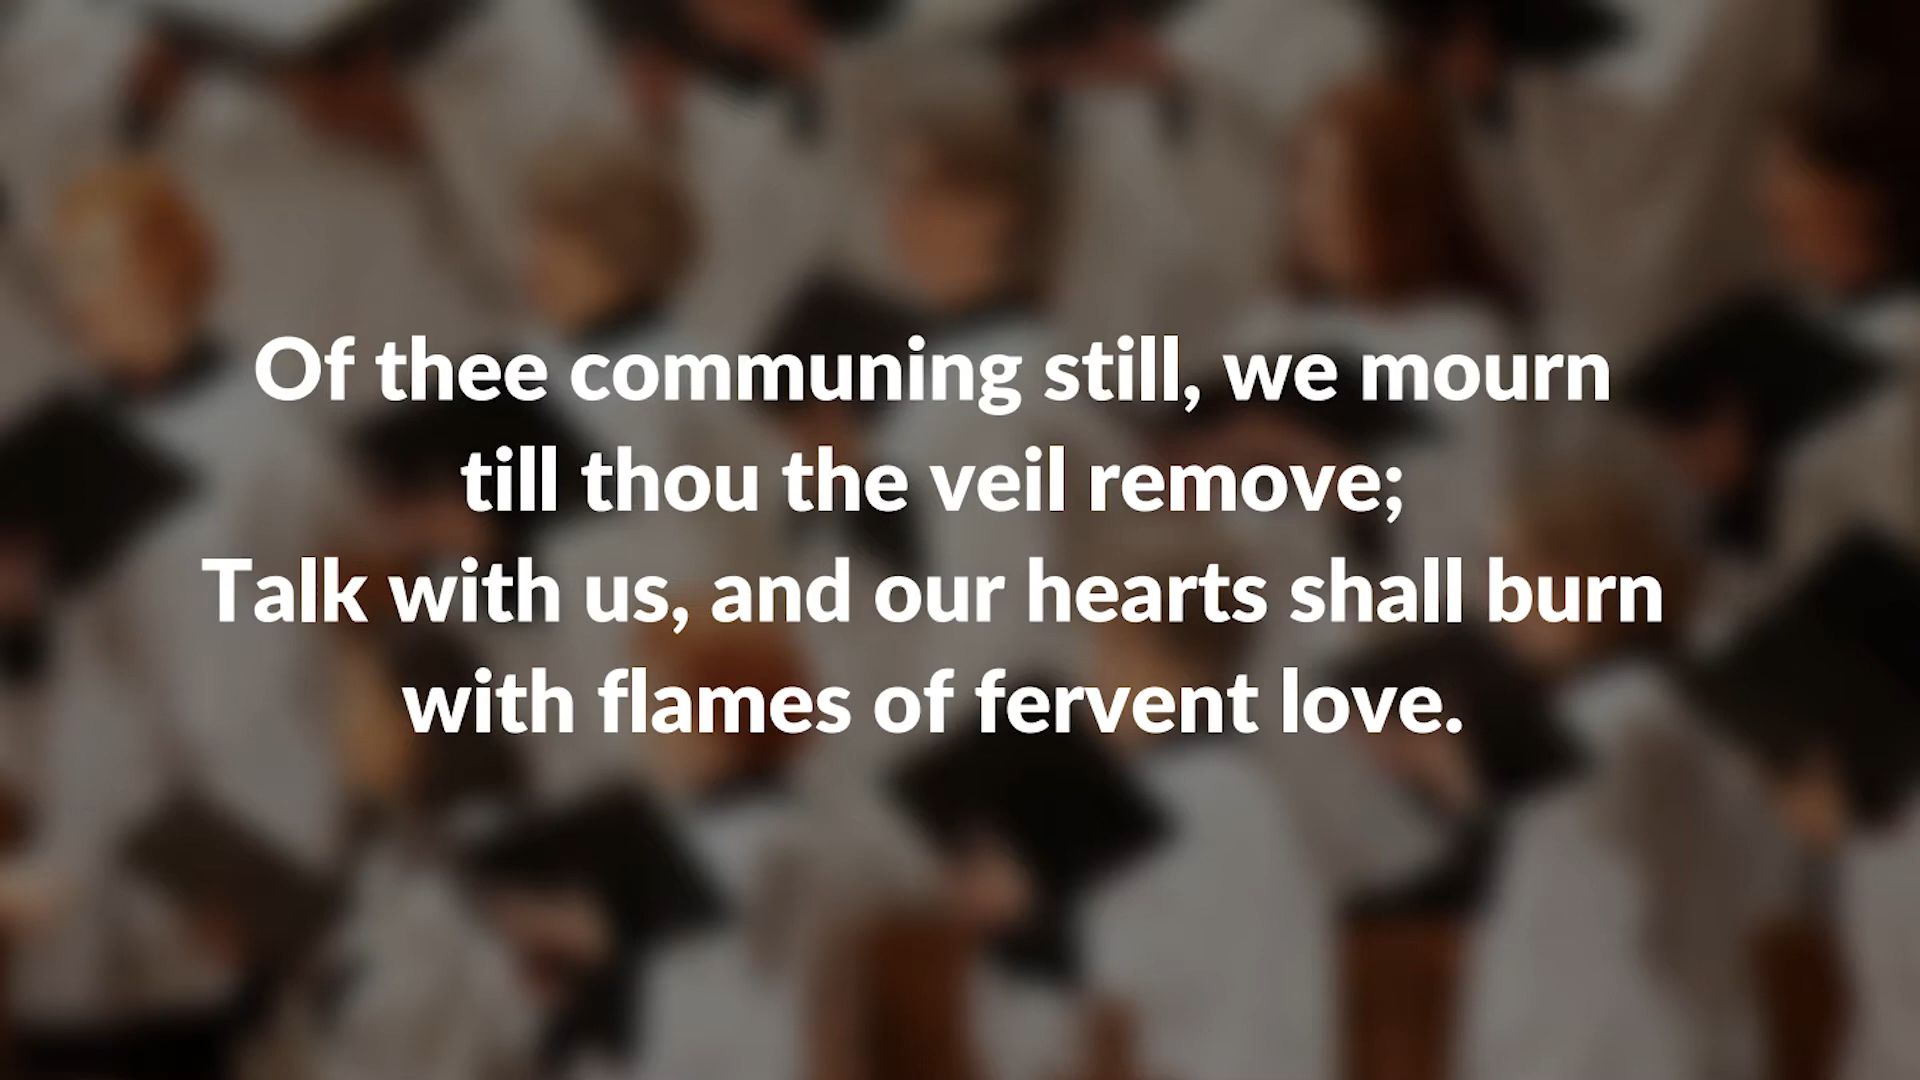 Of thee communing still, we mourn
till thou the veil remove;
Talk with us, and our hearts shall burn
with flames of fervent love.